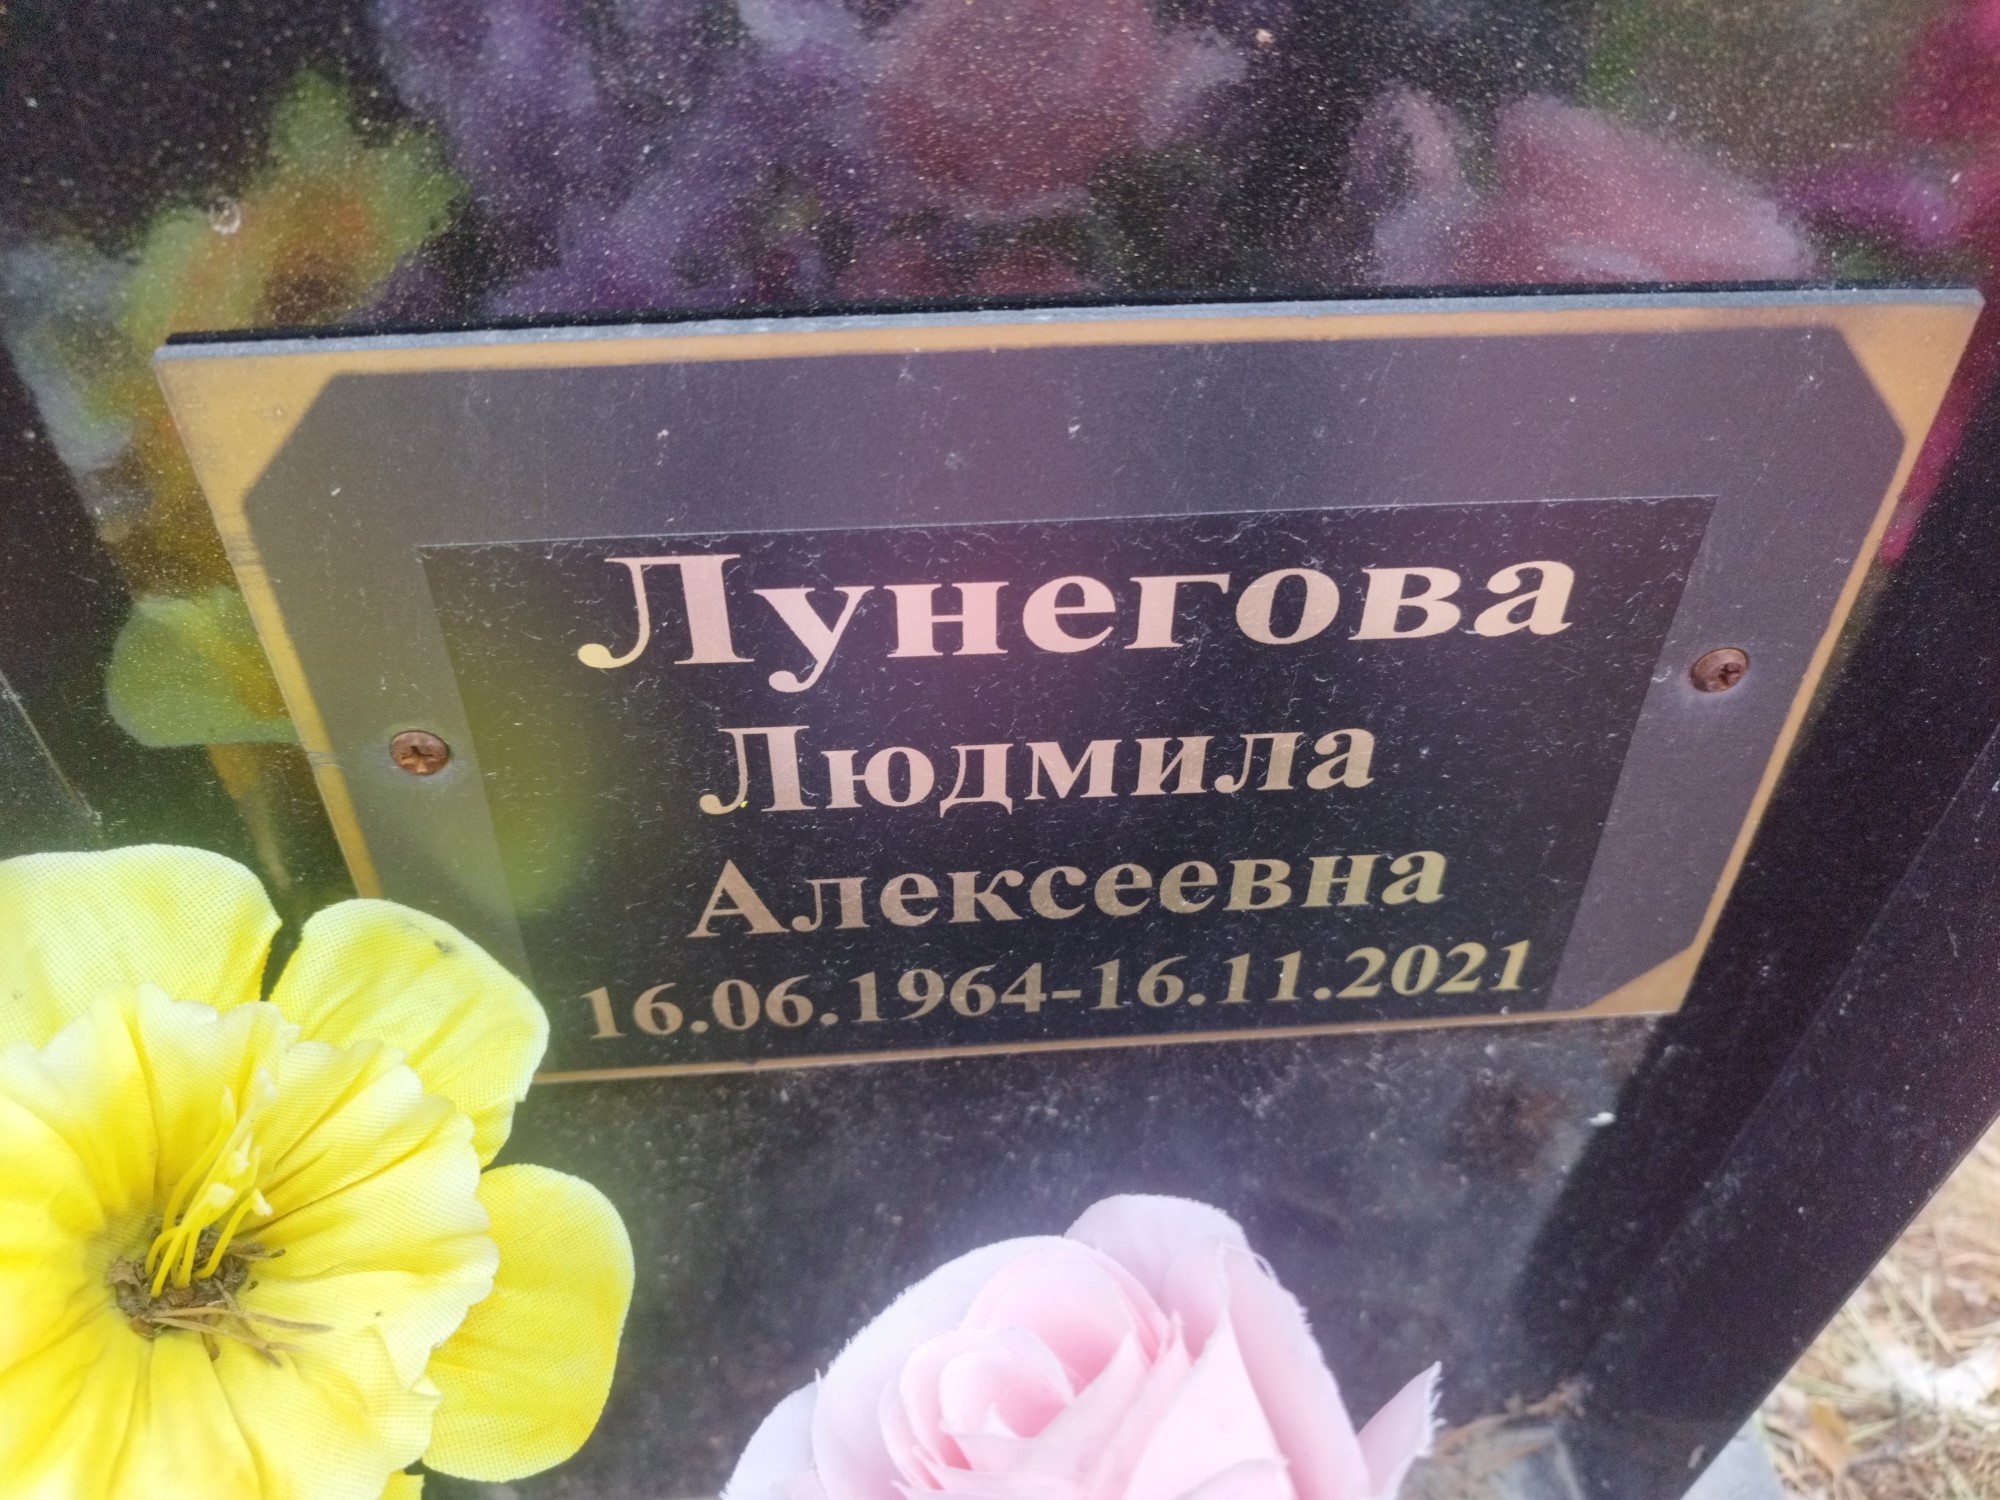 Лунегова
Людмила
Алексеевна
16.06.1964-16.11.2021